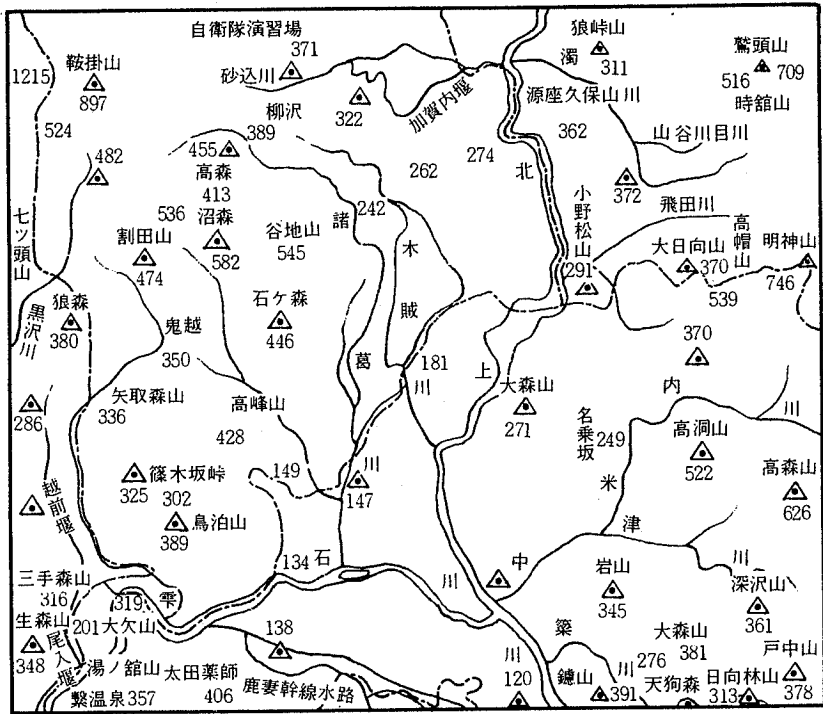 自衛隊演習場
371
狼峠山
311
鞍掛山
897
1215
砂込川
濁
鷲頭山
516
709
時舘山
524
322
加賀内堰
源座久保山川
柳沢
389
362
山谷川目川
455
482
高森
413
262
274
北
372
飛田川
七ッ頭山
536
沼森
582
谷地山
545
242
諸
木
賊
川
小野松山
291
高帽山
大日向山
370
明神山
746
割田山
474
539
黒沢川
狼森
380
鬼越
350
石ケ森
446
葛
川
181
上
370
286
矢取森山
336
高峰山
428
大森山
271
名乗坂
249
内
川
高洞山
522
米
149
147
篠木坂峠
325
302
高森山
626
越前堰
鳥泊山
389
134
石
川
中
津
川
三手森山
316
319
雫
岩山
345
深沢山
361
生森山
348
201
大欠山
尾入堰
138
簗
川
大森山
381
276
戸中山
378
湯ノ舘山
太田薬師
406
鹿妻幹線水路
川
120
鑢山
391
天狗森
日向林山
313
繋温泉
357